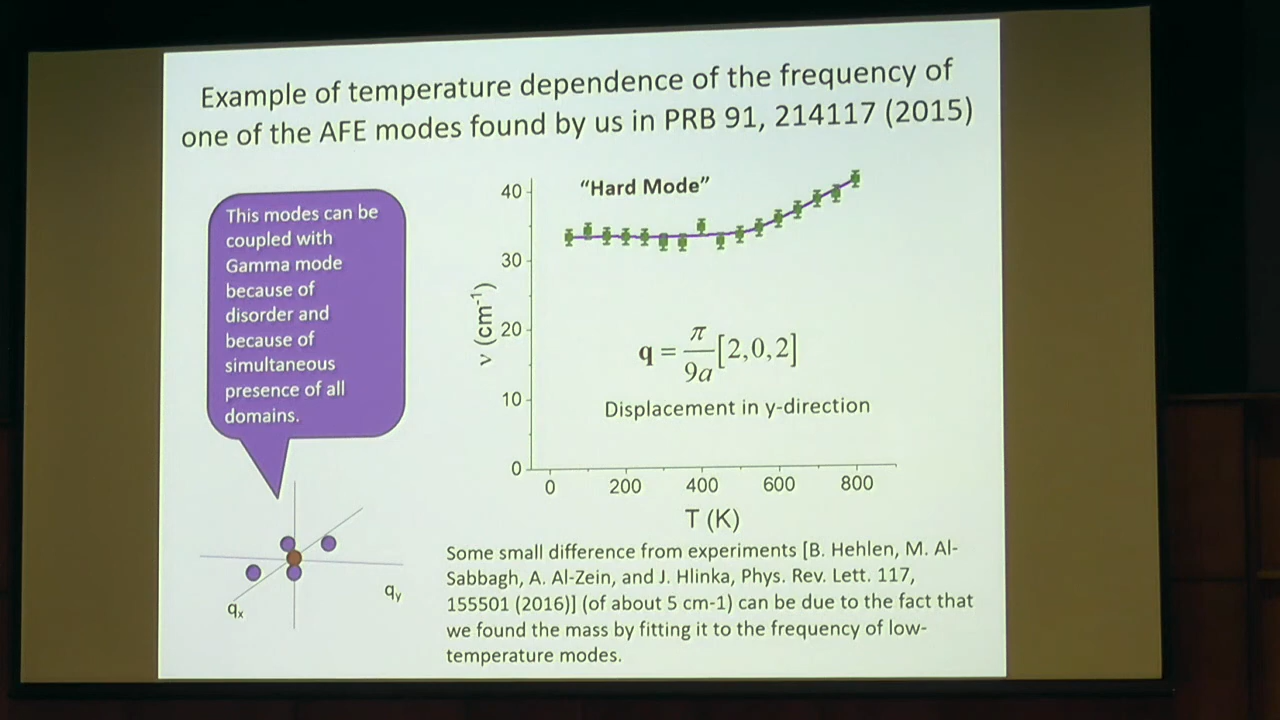 Example of temperature dependence of the frequency of
one of the AFE modes found by us in PRB 91, 214117 (2015)
This modes can be
coupled with
Gamma mode
because of
disorder and
because of
simultaneous
presence of all
domains.
qx
qy
40
30
20
10
0
ν (cm-1)
"Hard Mode"
q = π/9a [2,0,2]
Displacement in y-direction
0 200 400 600 800
T (K)
Some small difference from experiments [B. Hehlen, M. Al-
Sabbagh, A. Al-Zein, and J. Hlinka, Phys. Rev. Lett. 117,
155501 (2016)] (of about 5 cm-1) can be due to the fact that
we found the mass by fitting it to the frequency of low-
temperature modes.